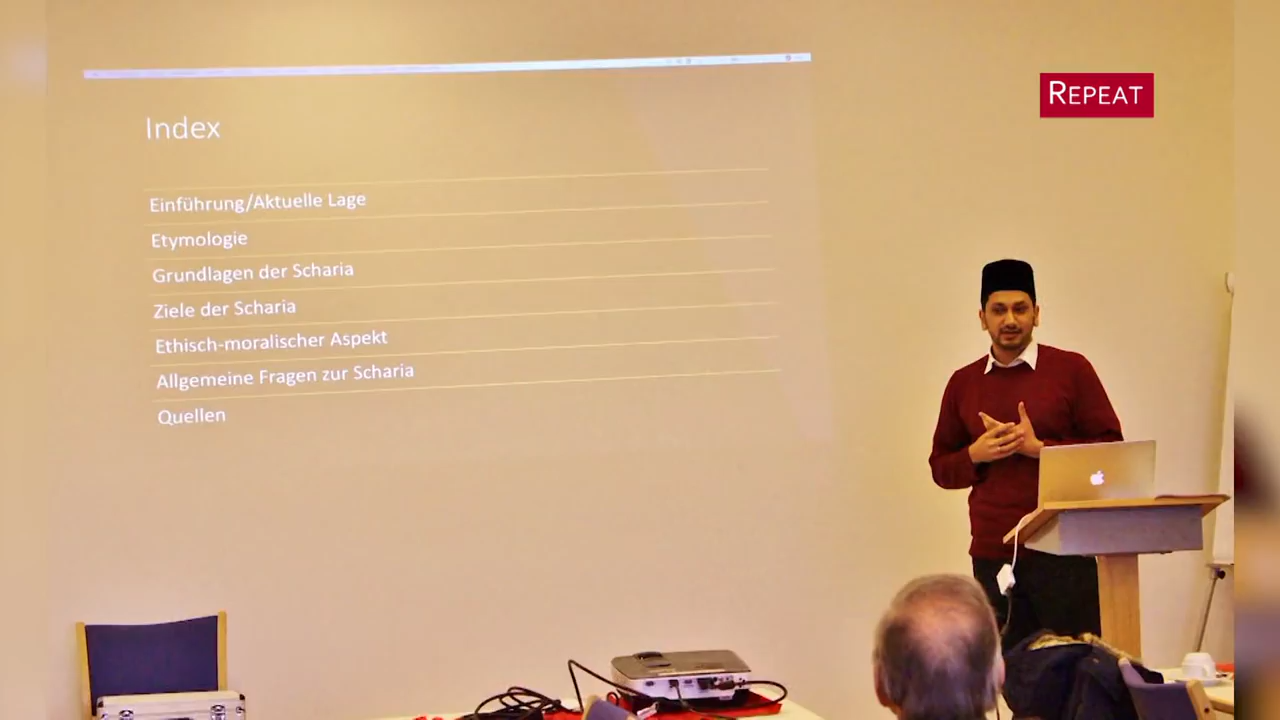 REPEAT
Index
Einführung/Aktuelle Lage
Etymologie
Grundlagen der Scharia
Ziele der Scharia
Ethisch-moralischer Aspekt
Allgemeine Fragen zur Scharia
Quellen